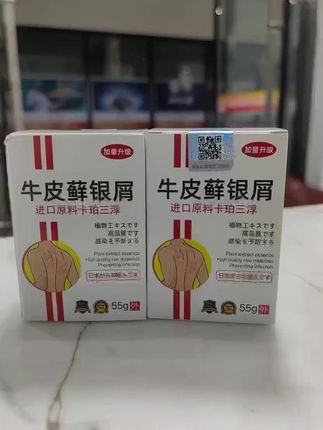 加量升级
牛皮藓银屑
进口原料卡珀三淳
植物エキスです
高品質です
感染を予防する
Plant extract essence
High quality raw materials
Preventing infection
55g 外
加量升级
牛皮藓银屑
进口原料卡珀三淳
植物エキスです
高品質です
感染を予防する
Plant extract essence
High quality raw materials
Preventing infection
55g 外